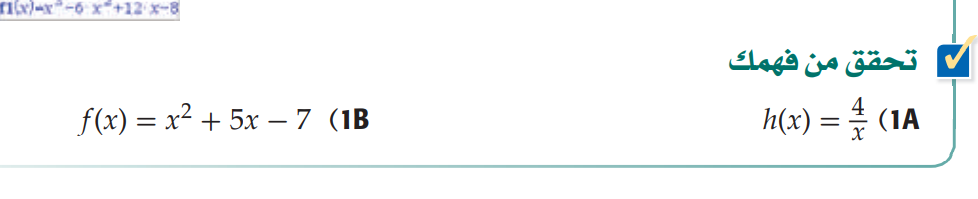 f1(x)=x³-6·x²+12·x-8
تحقق من فهمك
1A) h(x) = 4/x
1B) f(x) = x² + 5x − 7